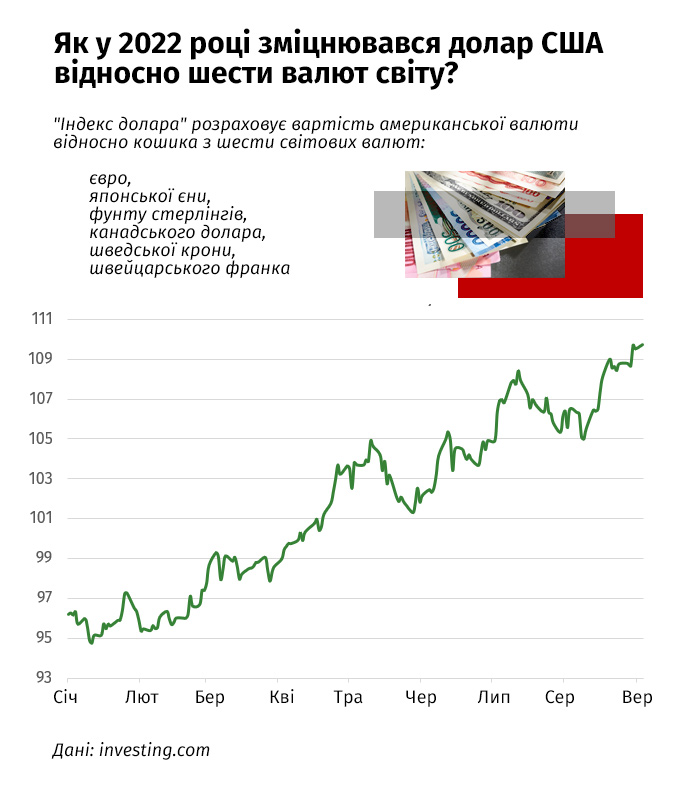 Як у 2022 році зміцнювався долар США
відносно шести валют світу?
"Індекс долара" розраховує вартість американської валюти
відносно кошика з шести світових валют:
євро,
японської єни,
фунту стерлінгів,
канадського долара,
шведської крони,
швейцарського франка
111
109
107
105
103
101
99
97
95
93
Січ Лют Бер Кві Тра Чер Лип Сер Вер
Дані: investing.com